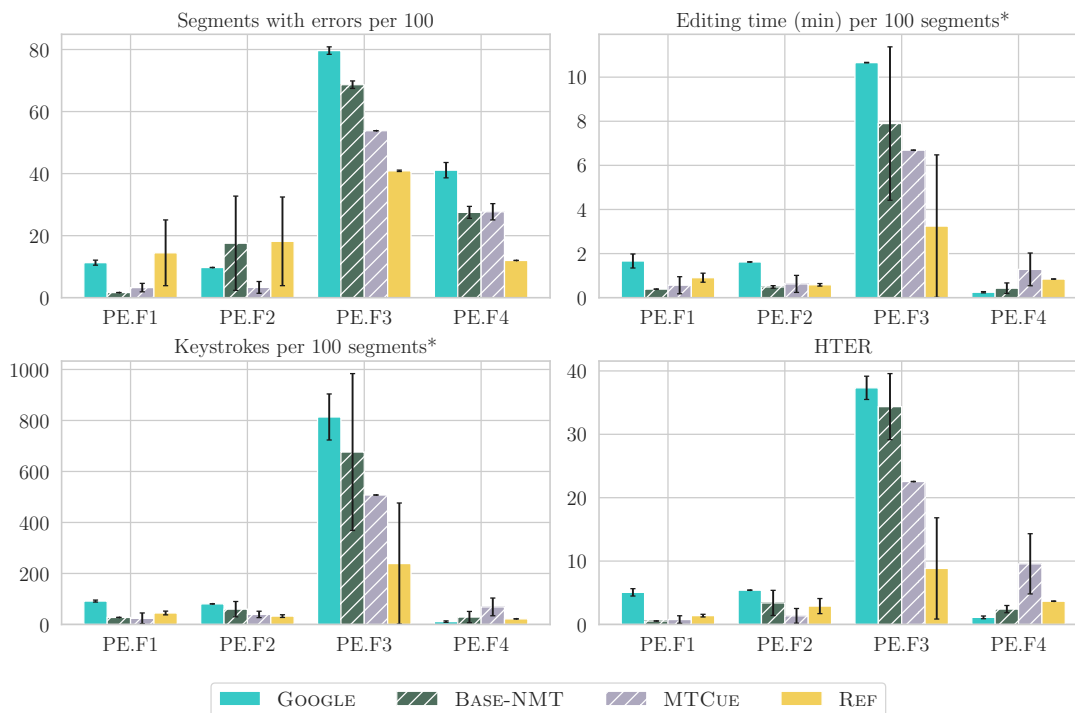 Segments with errors per 100
80
60
40
20
0
PE.F1 PE.F2 PE.F3 PE.F4
Editing time (min) per 100 segments*
10
8
6
4
2
0
PE.F1 PE.F2 PE.F3 PE.F4
Keystrokes per 100 segments*
1000
800
600
400
200
0
PE.F1 PE.F2 PE.F3 PE.F4
HTER
40
30
20
10
0
PE.F1 PE.F2 PE.F3 PE.F4
GOOGLE BASE-NMT MTCUE REF